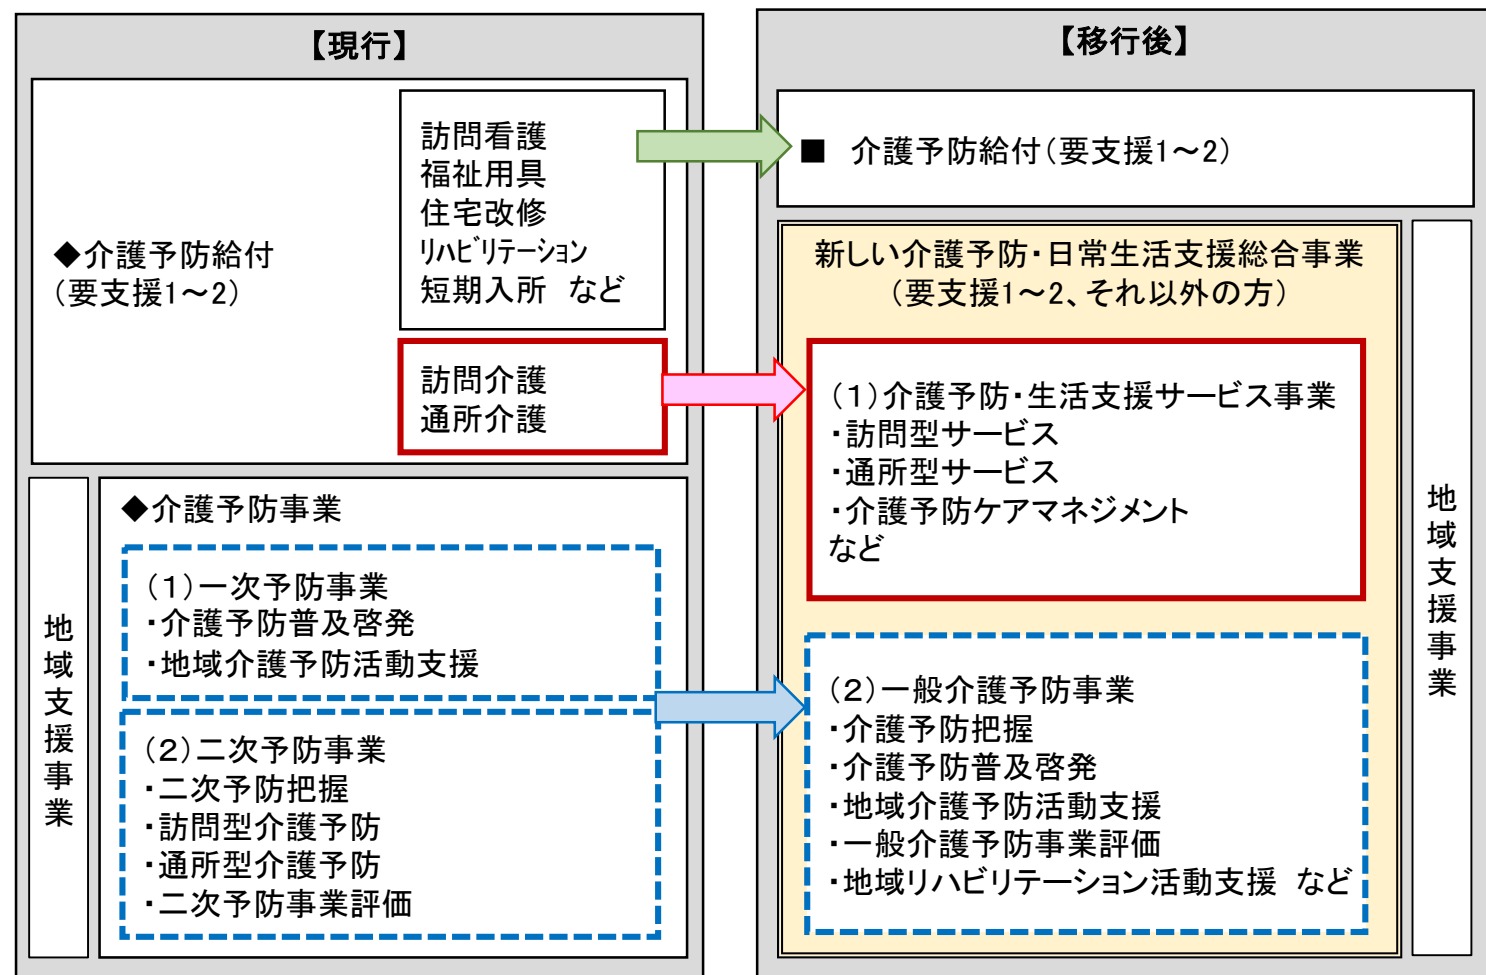 【現行】
◆介護予防給付
（要支援1～2）
訪問看護
福祉用具
住宅改修
ﾘﾊﾋﾞﾘﾃｰｼｮﾝ
短期入所　など
訪問介護
通所介護
地域支援事業
◆介護予防事業
（1）一次予防事業
・介護予防普及啓発
・地域介護予防活動支援
（2）二次予防事業
・二次予防把握
・訪問型介護予防
・通所型介護予防
・二次予防事業評価
【移行後】
■　介護予防給付（要支援1～2）
新しい介護予防・日常生活支援総合事業
（要支援1～2、それ以外の方）
（1）介護予防・生活支援サービス事業
・訪問型サービス
・通所型サービス
・介護予防ケアマネジメント
など
（2）一般介護予防事業
・介護予防把握
・介護予防普及啓発
・地域介護予防活動支援
・一般介護予防事業評価
・地域リハビリテーション活動支援　など
地域支援事業